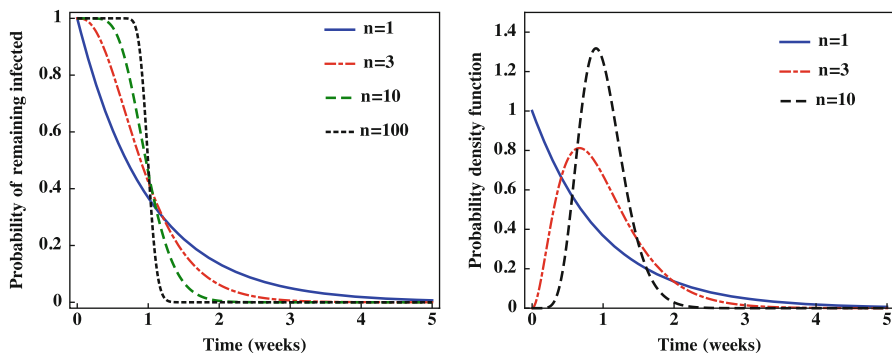 Probability of remaining infected
1
0.8
0.6
0.4
0.2
0
n=1
n=3
n=10
n=100
0 1 2 3 4 5
Time (weeks)
Probability density function
1.4
1.2
1
0.8
0.6
0.4
0.2
0
n=1
n=3
n=10
0 1 2 3 4 5
Time (weeks)